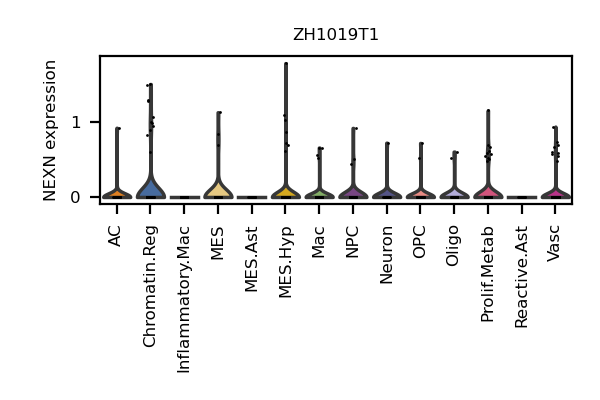 ZH1019T1
NEXN expression
1
0
AC
Chromatin.Reg
Inflammatory.Mac
MES
MES.Ast
MES.Hyp
Mac
NPC
Neuron
OPC
Oligo
Prolif.Metab
Reactive.Ast
Vasc